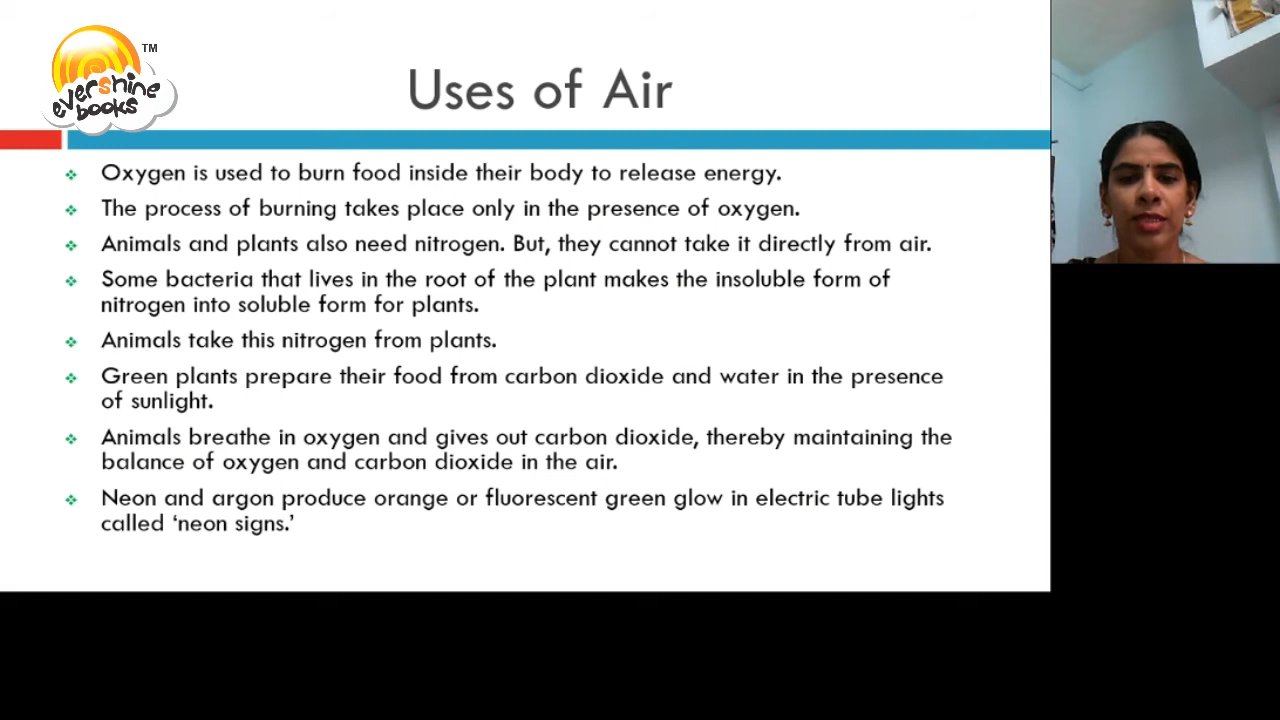 evershine
books
TM
Uses of Air
Oxygen is used to burn food inside their body to release energy.
The process of burning takes place only in the presence of oxygen.
Animals and plants also need nitrogen. But, they cannot take it directly from air.
Some bacteria that lives in the root of the plant makes the insoluble form of
nitrogen into soluble form for plants.
Animals take this nitrogen from plants.
Green plants prepare their food from carbon dioxide and water in the presence
of sunlight.
Animals breathe in oxygen and gives out carbon dioxide, thereby maintaining the
balance of oxygen and carbon dioxide in the air.
Neon and argon produce orange or fluorescent green glow in electric tube lights
called ‘neon signs.’